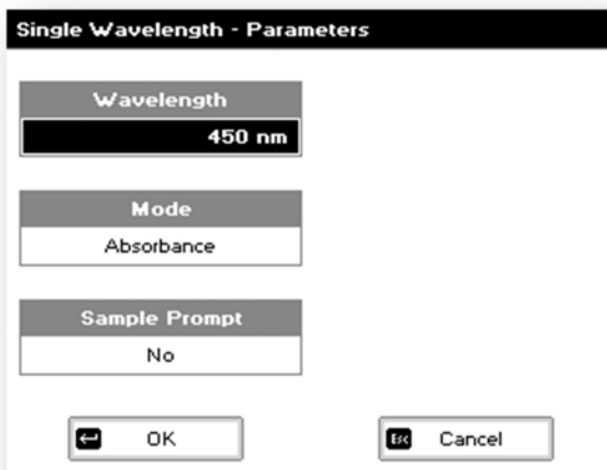 Single Wavelength - Parameters
Wavelength
450 nm
Mode
Absorbance
Sample Prompt
No
OK
Esc Cancel